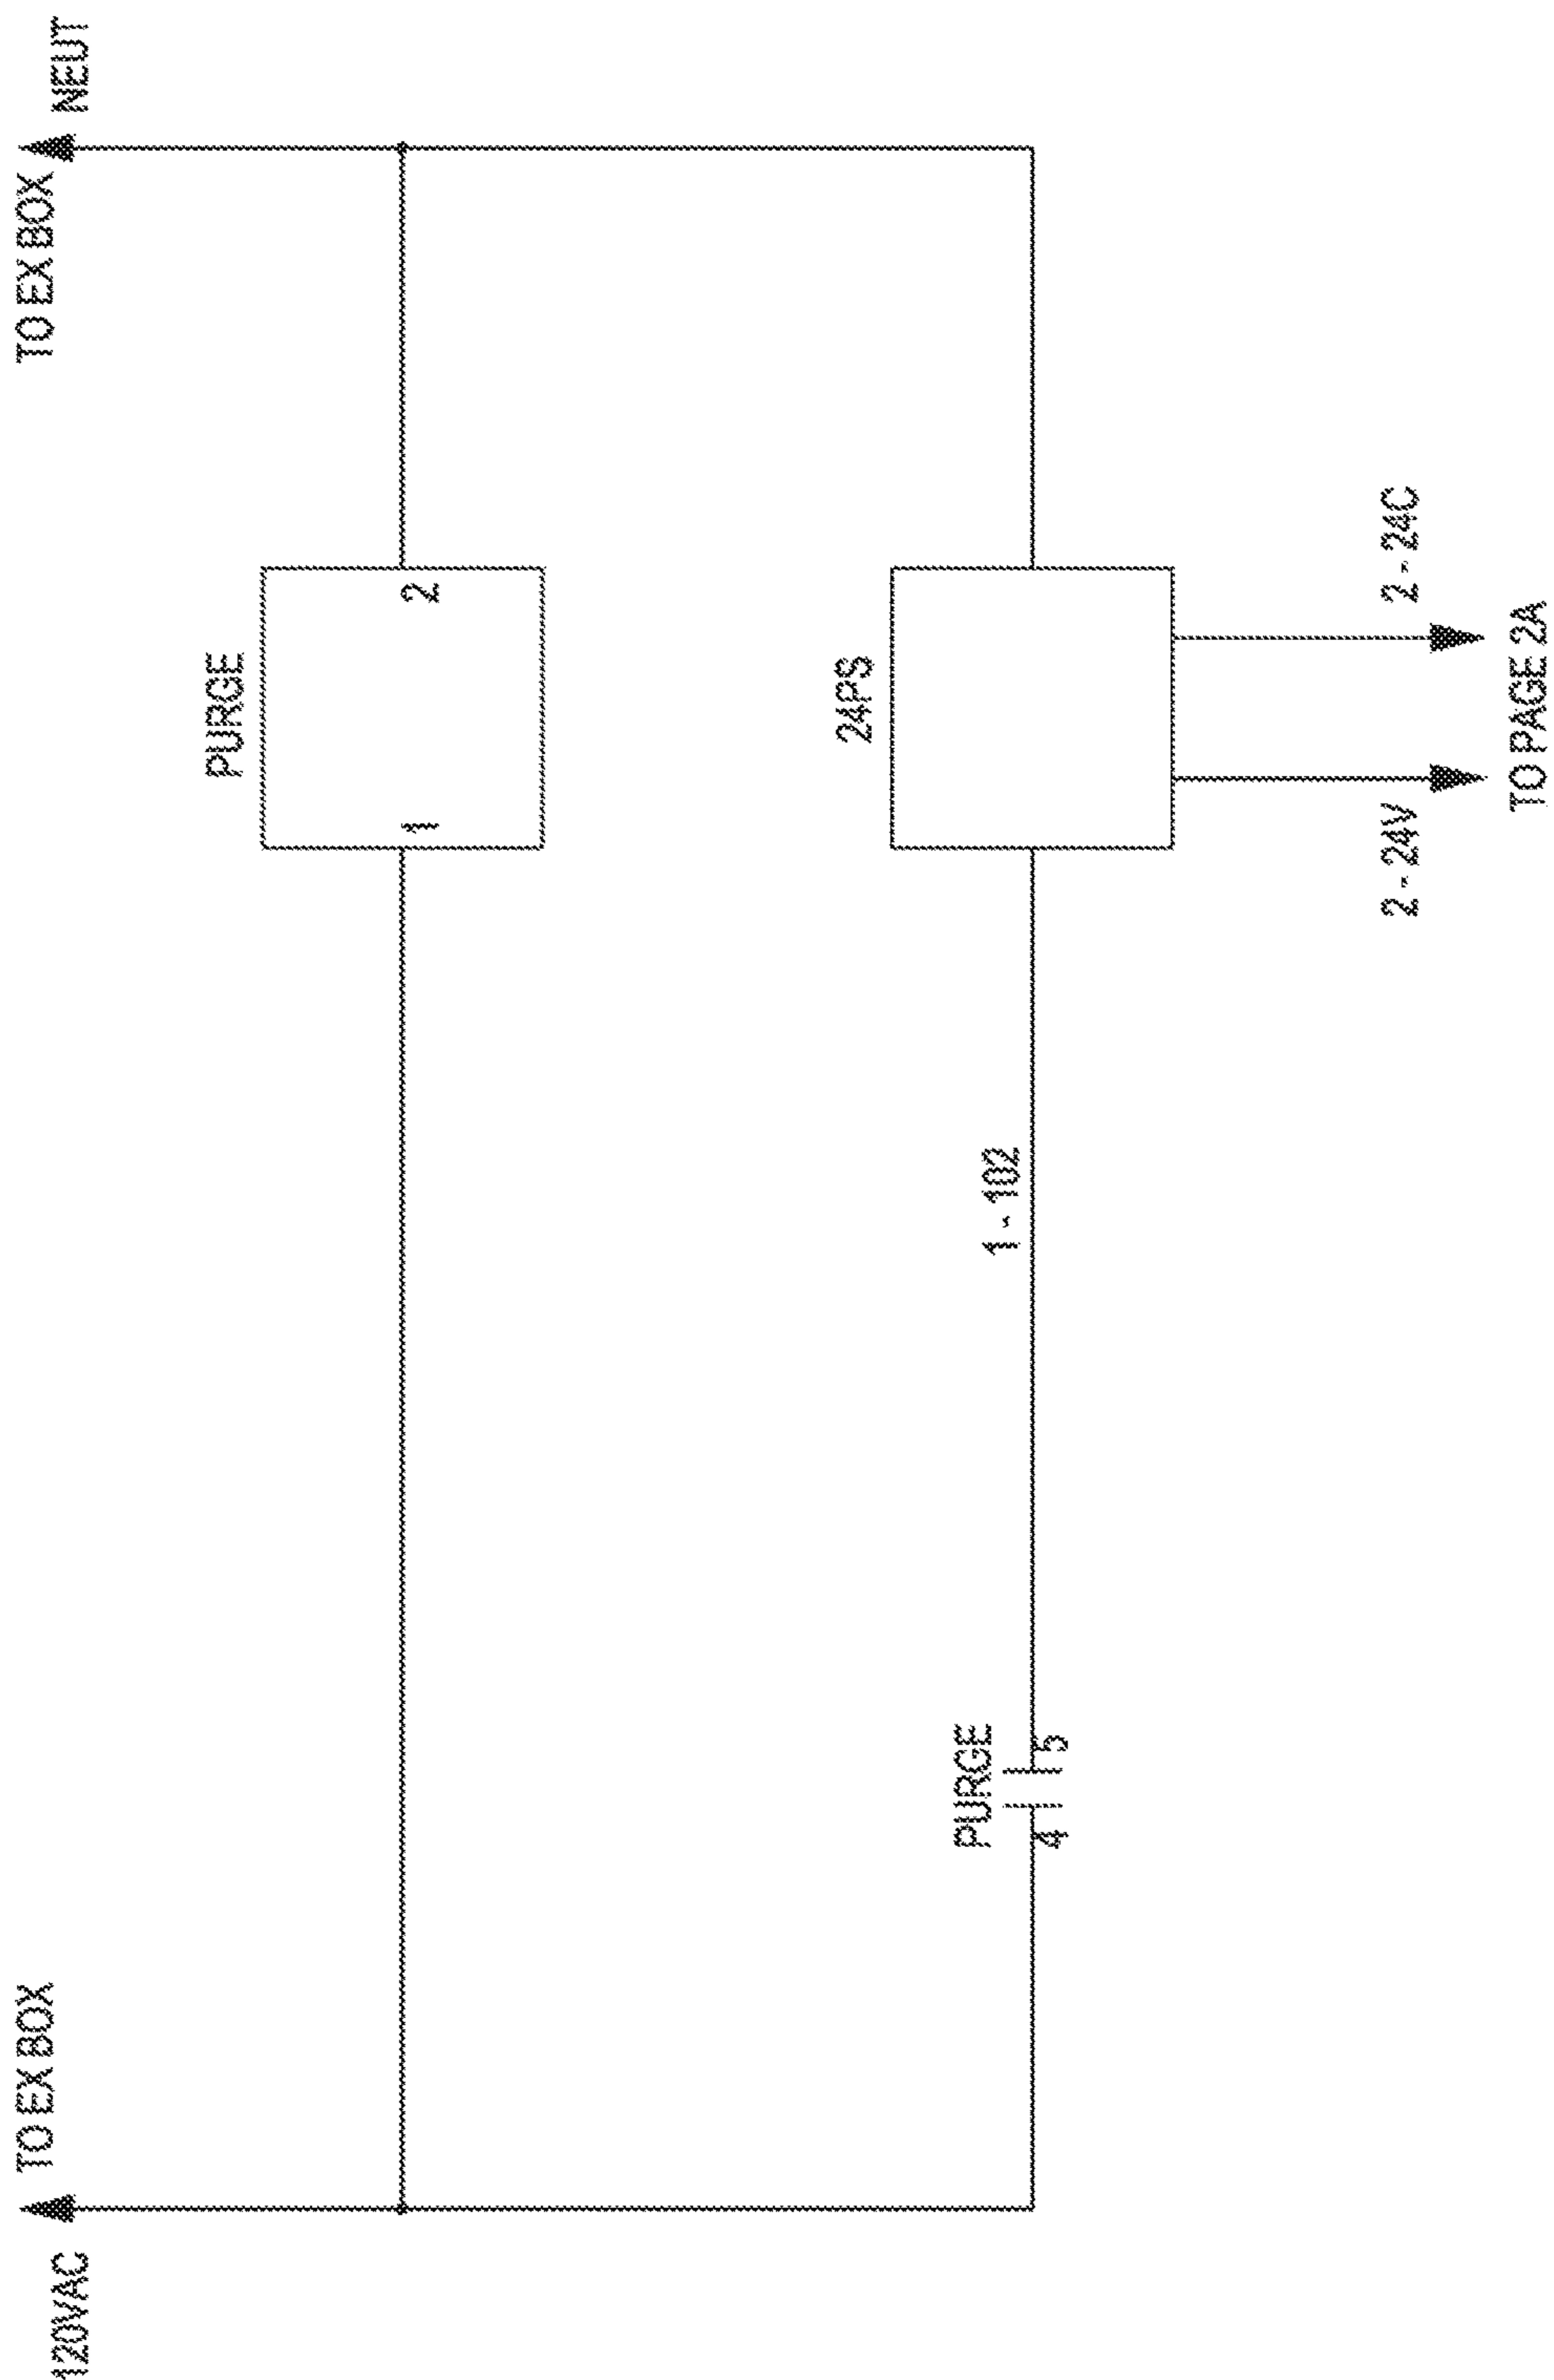 120VAC
TO EX BOX
TO EX BOX
NEUT
PURGE
1
2
PURGE
4
5
1 - 102
24PS
2 - 24V
2 - 24C
TO PAGE 2A